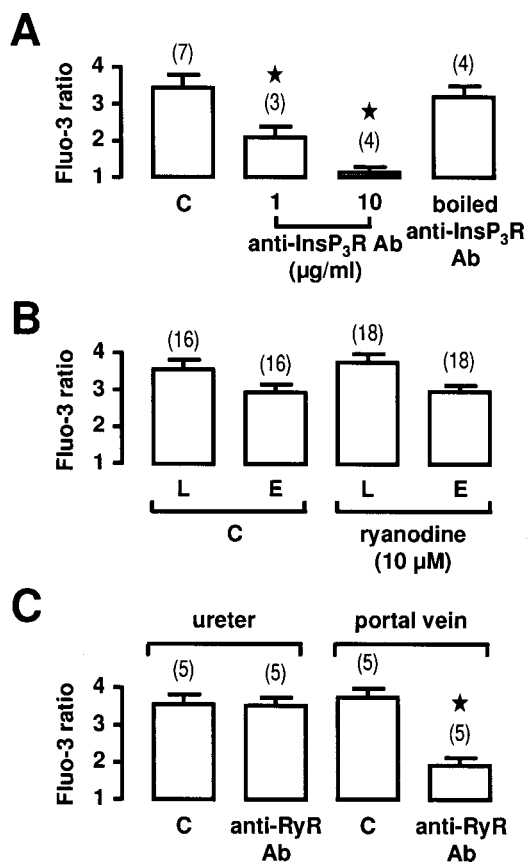 A
Fluo-3 ratio
4
3
2
1
(7)
★
(3)
★
(4)
(4)
C
1
10
boiled
anti-InsP₃R
Ab
anti-InsP₃R Ab
(µg/ml)
B
Fluo-3 ratio
4
3
2
1
(16)
(16)
(18)
(18)
L
E
L
E
C
ryanodine
(10 µM)
C
ureter
portal vein
Fluo-3 ratio
4
3
2
1
(5)
(5)
(5)
★
(5)
C
anti-RyR
Ab
C
anti-RyR
Ab